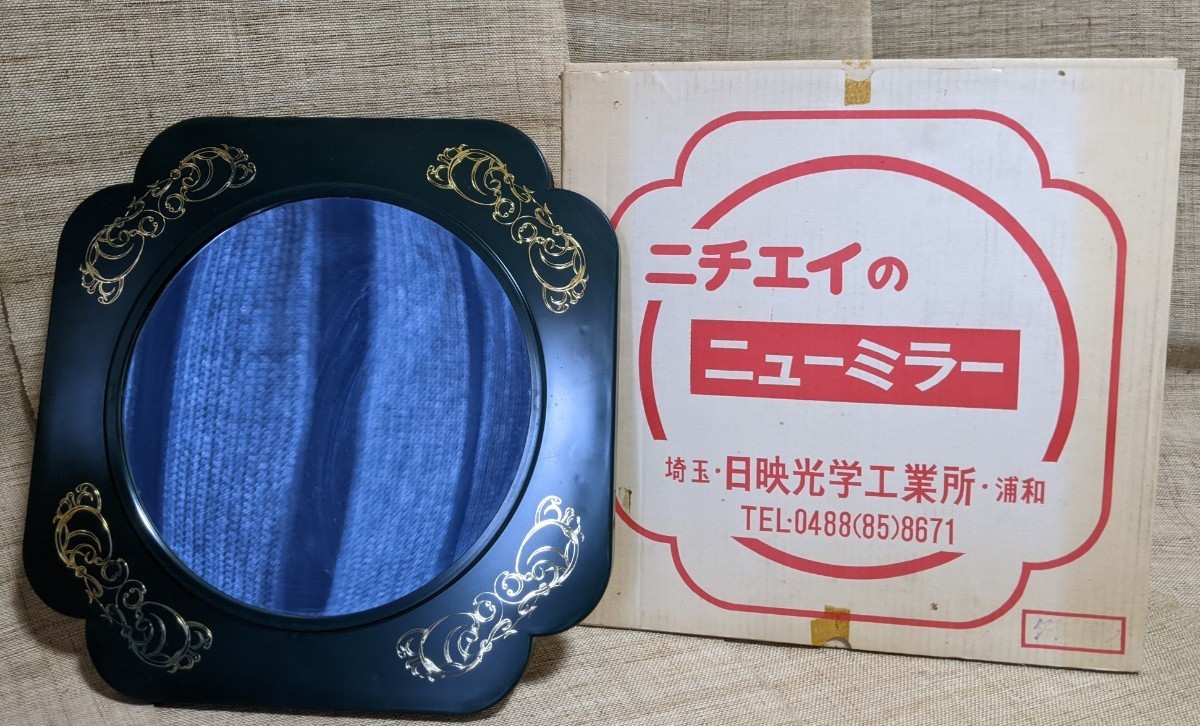 ニチエイの
ニューミラー
埼玉・日映光学工業所・浦和
TEL・0488(85)8671